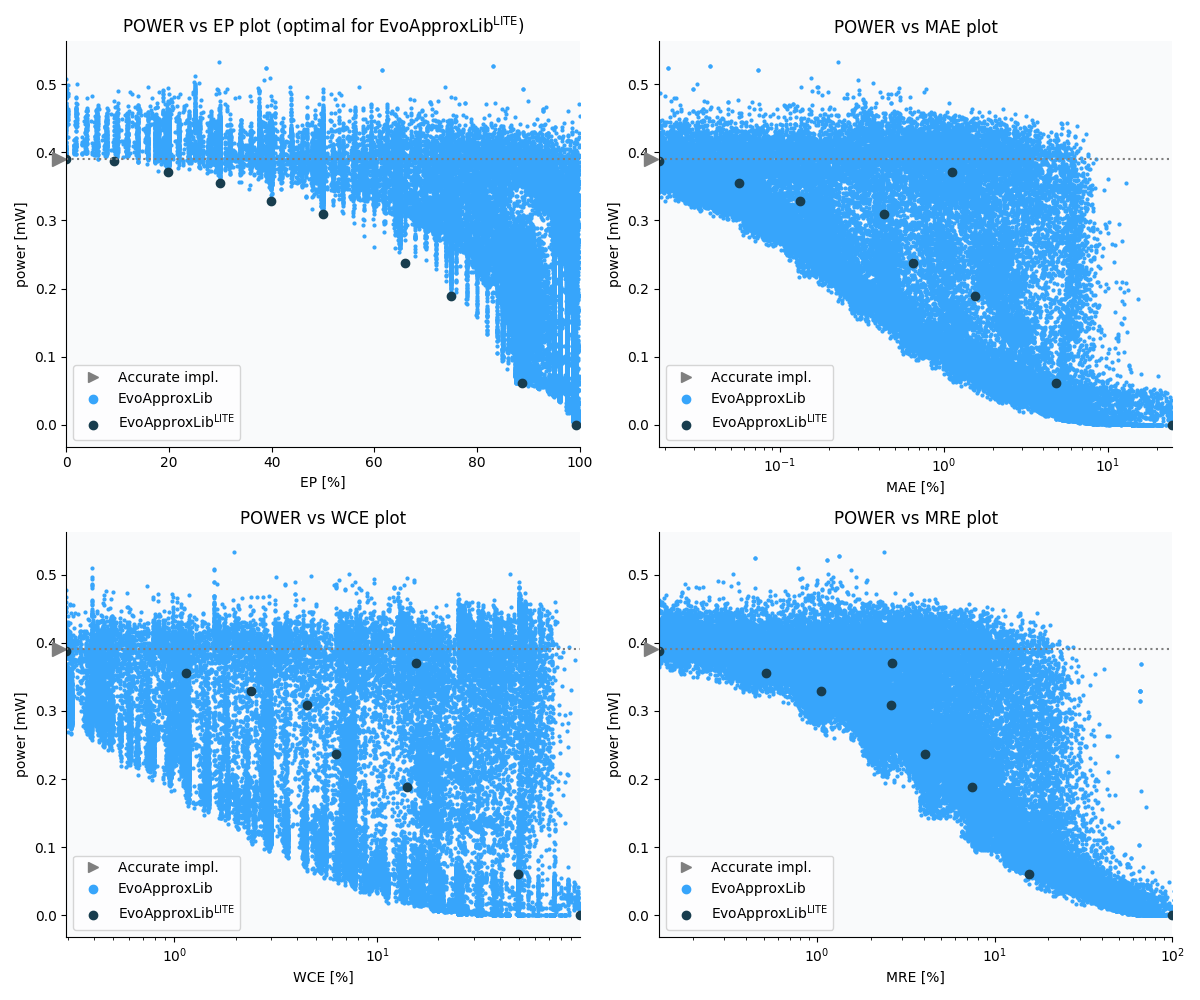 POWER vs EP plot (optimal for EvoApproxLib^LITE)
power [mW]
0.5
0.4
0.3
0.2
0.1
0.0
Accurate impl.
EvoApproxLib
EvoApproxLib^LITE
0 20 40 60 80 100
EP [%]
POWER vs MAE plot
power [mW]
0.5
0.4
0.3
0.2
0.1
0.0
Accurate impl.
EvoApproxLib
EvoApproxLib^LITE
10^−1 10^0 10^1
MAE [%]
POWER vs WCE plot
power [mW]
0.5
0.4
0.3
0.2
0.1
0.0
Accurate impl.
EvoApproxLib
EvoApproxLib^LITE
10^0 10^1
WCE [%]
POWER vs MRE plot
power [mW]
0.5
0.4
0.3
0.2
0.1
0.0
Accurate impl.
EvoApproxLib
EvoApproxLib^LITE
10^0 10^1 10^2
MRE [%]